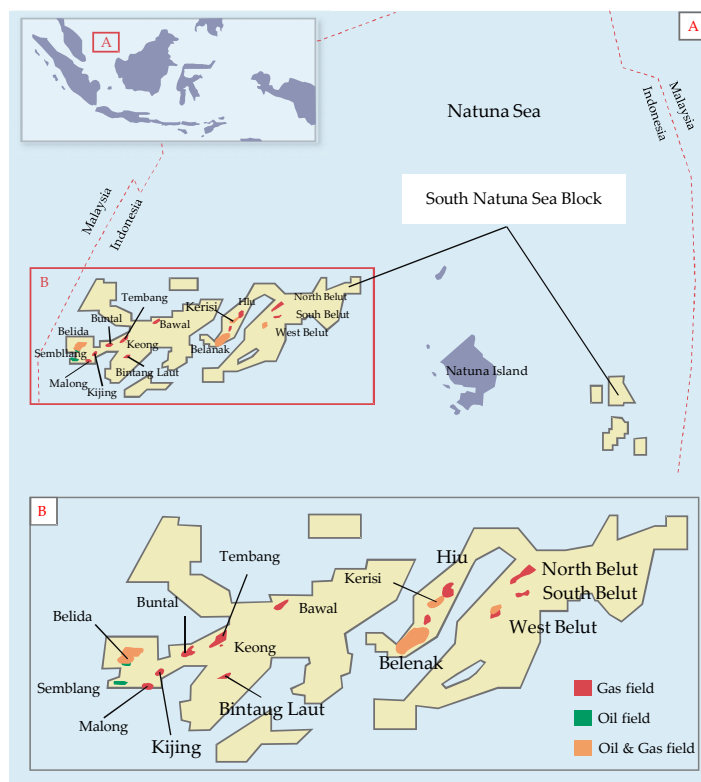 A
A
Natuna Sea
Malaysia
Indonesia
Malaysia
Indonesia
South Natuna Sea Block
B
Tembang
Hiu
North Belut
Kerisi
Buntal
Bawal
South Belut
Belida
Keong
West Belut
Belanak
Sembllang
Bintang Laut
Malong
Kijing
Natuna Island
B
Hiu
Tembang
North Belut
Kerisi
South Belut
Buntal
Bawal
Belida
West Belut
Keong
Belenak
Semblang
Bintaug Laut
Malong
Kijing
Gas field
Oil field
Oil & Gas field